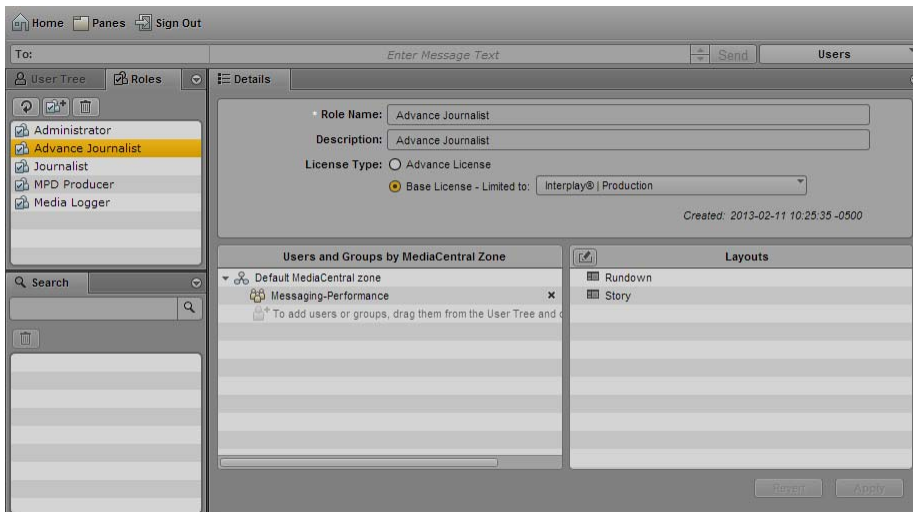 Home Panes Sign Out
To: Enter Message Text Send Users
User Tree Roles Details
Administrator
Advance Journalist
Journalist
MPD Producer
Media Logger
Role Name: Advance Journalist
Description: Advance Journalist
License Type: Advance License
Base License - Limited to: Interplay® | Production
Created: 2013-02-11 10:25:35 -0500
Search
Users and Groups by MediaCentral Zone
Default MediaCentral zone
Messaging-Performance
To add users or groups, drag them from the User Tree and
Layouts
Rundown
Story
Revert Apply